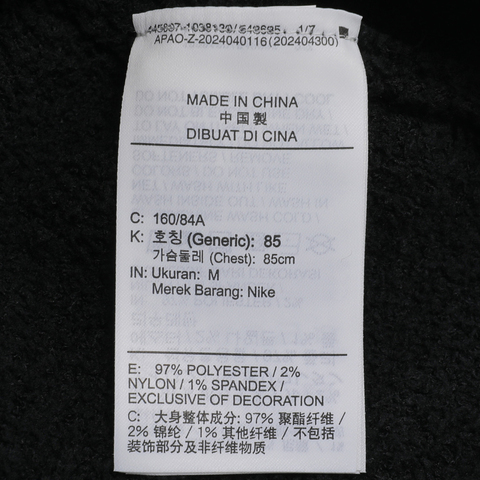 APAO-Z-2024040116 (202404300)
MADE IN CHINA
中国製
DIBUAT DI CINA
C: 160/84A
K: 호칭 (Generic): 85
가슴둘레 (Chest): 85cm
IN: Ukuran: M
Merek Barang: Nike
E: 97% POLYESTER / 2%
NYLON / 1% SPANDEX /
EXCLUSIVE OF DECORATION
C: 大身整体成分: 97% 聚酯纤维 /
2% 锦纶 / 1% 其他纤维 / 不包括
装饰部分及非纤维物质